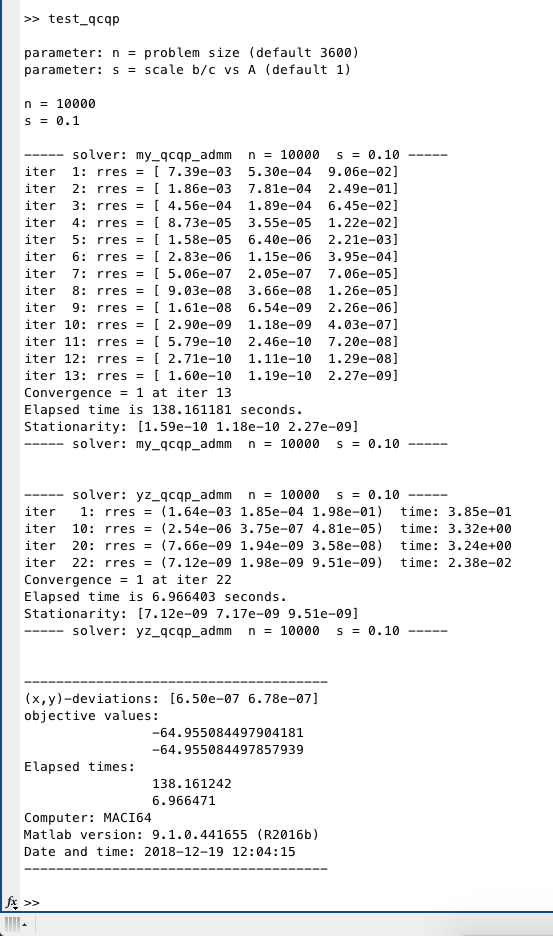 >> test_qcqp
parameter: n = problem size (default 3600)
parameter: s = scale b/c vs A (default 1)
n = 10000
s = 0.1
----- solver: my_qcqp_admm  n = 10000  s = 0.10 -----
iter  1: rres = [ 7.39e-03  5.30e-04  9.06e-02]
iter  2: rres = [ 1.86e-03  7.81e-04  2.49e-01]
iter  3: rres = [ 4.56e-04  1.89e-04  6.45e-02]
iter  4: rres = [ 8.73e-05  3.55e-05  1.22e-02]
iter  5: rres = [ 1.58e-05  6.40e-06  2.21e-03]
iter  6: rres = [ 2.83e-06  1.15e-06  3.95e-04]
iter  7: rres = [ 5.06e-07  2.05e-07  7.06e-05]
iter  8: rres = [ 9.03e-08  3.66e-08  1.26e-05]
iter  9: rres = [ 1.61e-08  6.54e-09  2.26e-06]
iter 10: rres = [ 2.90e-09  1.18e-09  4.03e-07]
iter 11: rres = [ 5.79e-10  2.46e-10  7.20e-08]
iter 12: rres = [ 2.71e-10  1.11e-10  1.29e-08]
iter 13: rres = [ 1.60e-10  1.19e-10  2.27e-09]
Convergence = 1 at iter 13
Elapsed time is 138.161181 seconds.
Stationarity: [1.59e-10 1.18e-10 2.27e-09]
----- solver: my_qcqp_admm  n = 10000  s = 0.10 -----
----- solver: yz_qcqp_admm  n = 10000  s = 0.10 -----
iter   1: rres = (1.64e-03 1.85e-04 1.98e-01)  time: 3.85e-01
iter  10: rres = (2.54e-06 3.75e-07 4.81e-05)  time: 3.32e+00
iter  20: rres = (7.66e-09 1.94e-09 3.58e-08)  time: 3.24e+00
iter  22: rres = (7.12e-09 1.98e-09 9.51e-09)  time: 2.38e-02
Convergence = 1 at iter 22
Elapsed time is 6.966403 seconds.
Stationarity: [7.12e-09 7.17e-09 9.51e-09]
----- solver: yz_qcqp_admm  n = 10000  s = 0.10 -----
--------------------------------------
(x,y)-deviations: [6.50e-07 6.78e-07]
objective values:
-64.955084497904181
-64.955084497857939
Elapsed times:
138.161242
6.966471
Computer: MACI64
Matlab version: 9.1.0.441655 (R2016b)
Date and time: 2018-12-19 12:04:15
--------------------------------------
fx >>